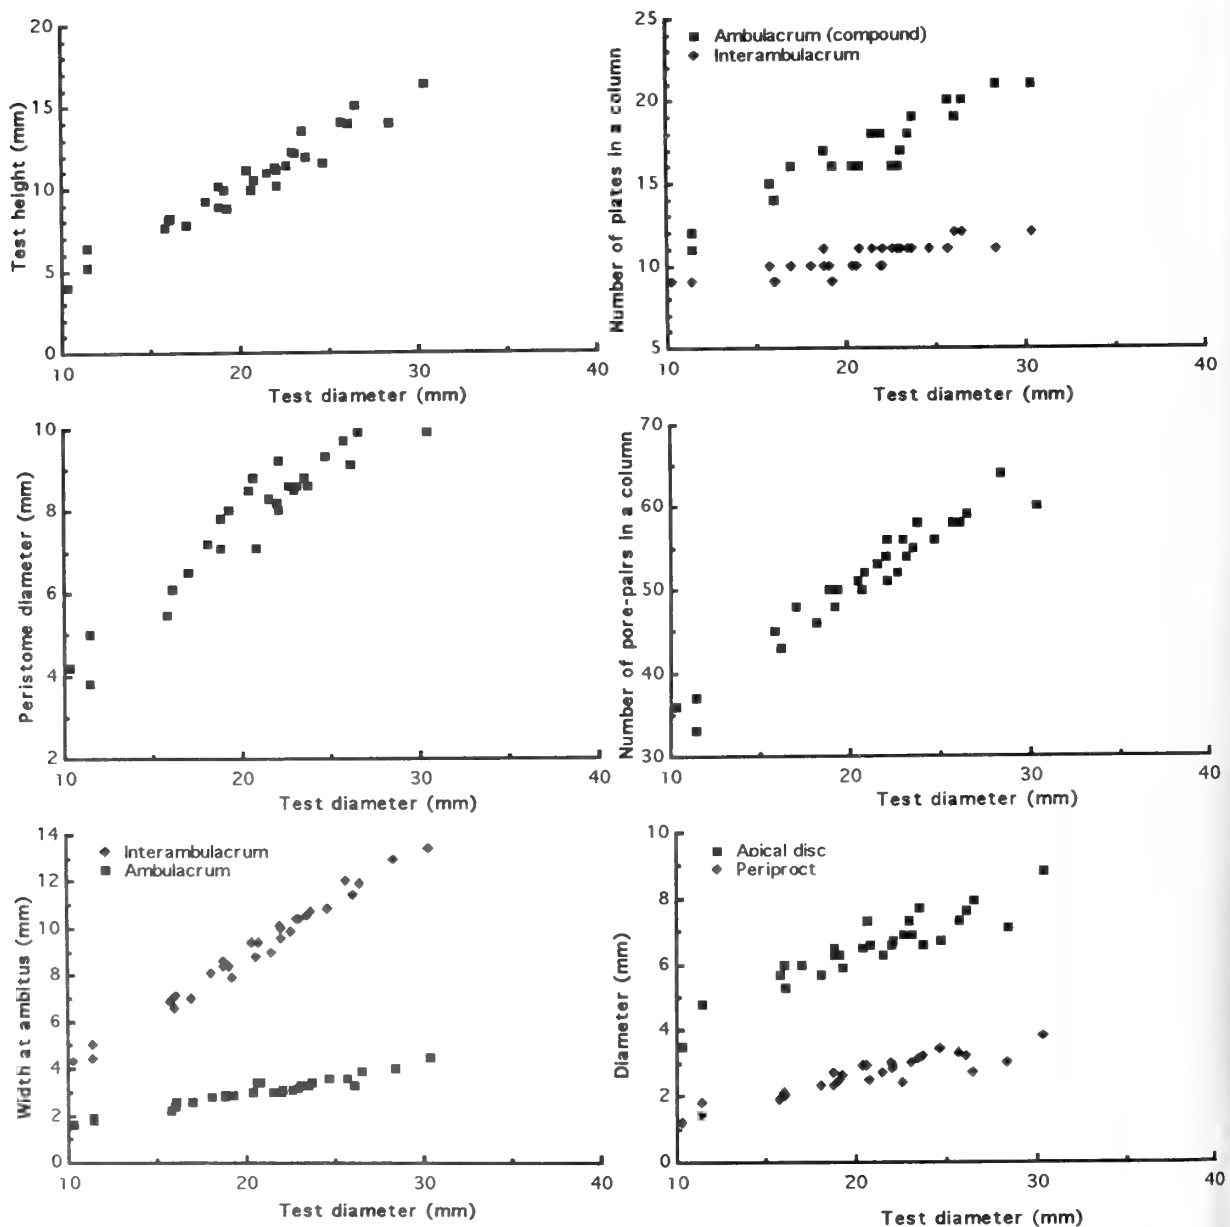 20
15
10
5
0
Test height (mm)
10 20 30 40
Test diameter (mm)
25
20
15
10
5
Number of plates in a column
Ambulacrum (compound)
Interambulacrum
10 20 30 40
Test diameter (mm)
10
8
6
4
2
Peristome diameter (mm)
10 20 30 40
Test diameter (mm)
70
60
50
40
30
Number of pore-pairs in a column
10 20 30 40
Test diameter (mm)
14
12
10
8
6
4
2
0
Width at ambitus (mm)
Interambulacrum
Ambulacrum
10 20 30 40
Test diameter (mm)
10
8
6
4
2
0
Diameter (mm)
Apical disc
Periproct
10 20 30 40
Test diameter (mm)